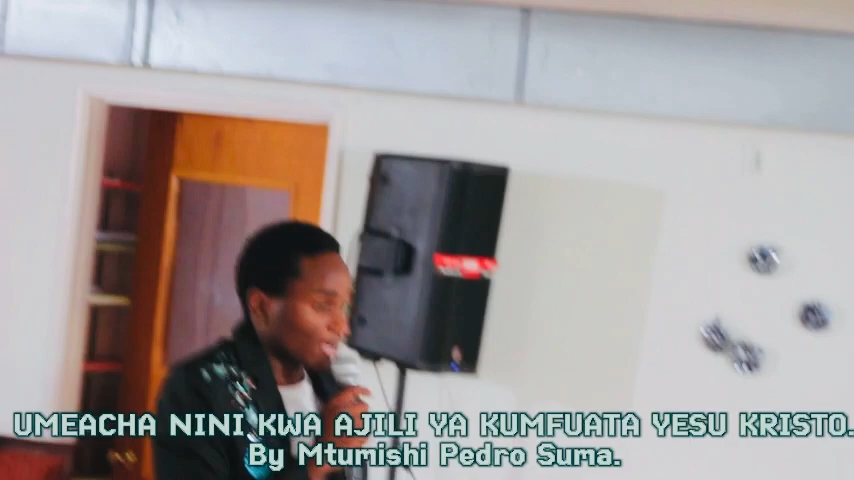 UMEACHA NINI KWA AJILI YA KUMFUATA YESU KRISTO.
By Mtumishi Pedro Suma.